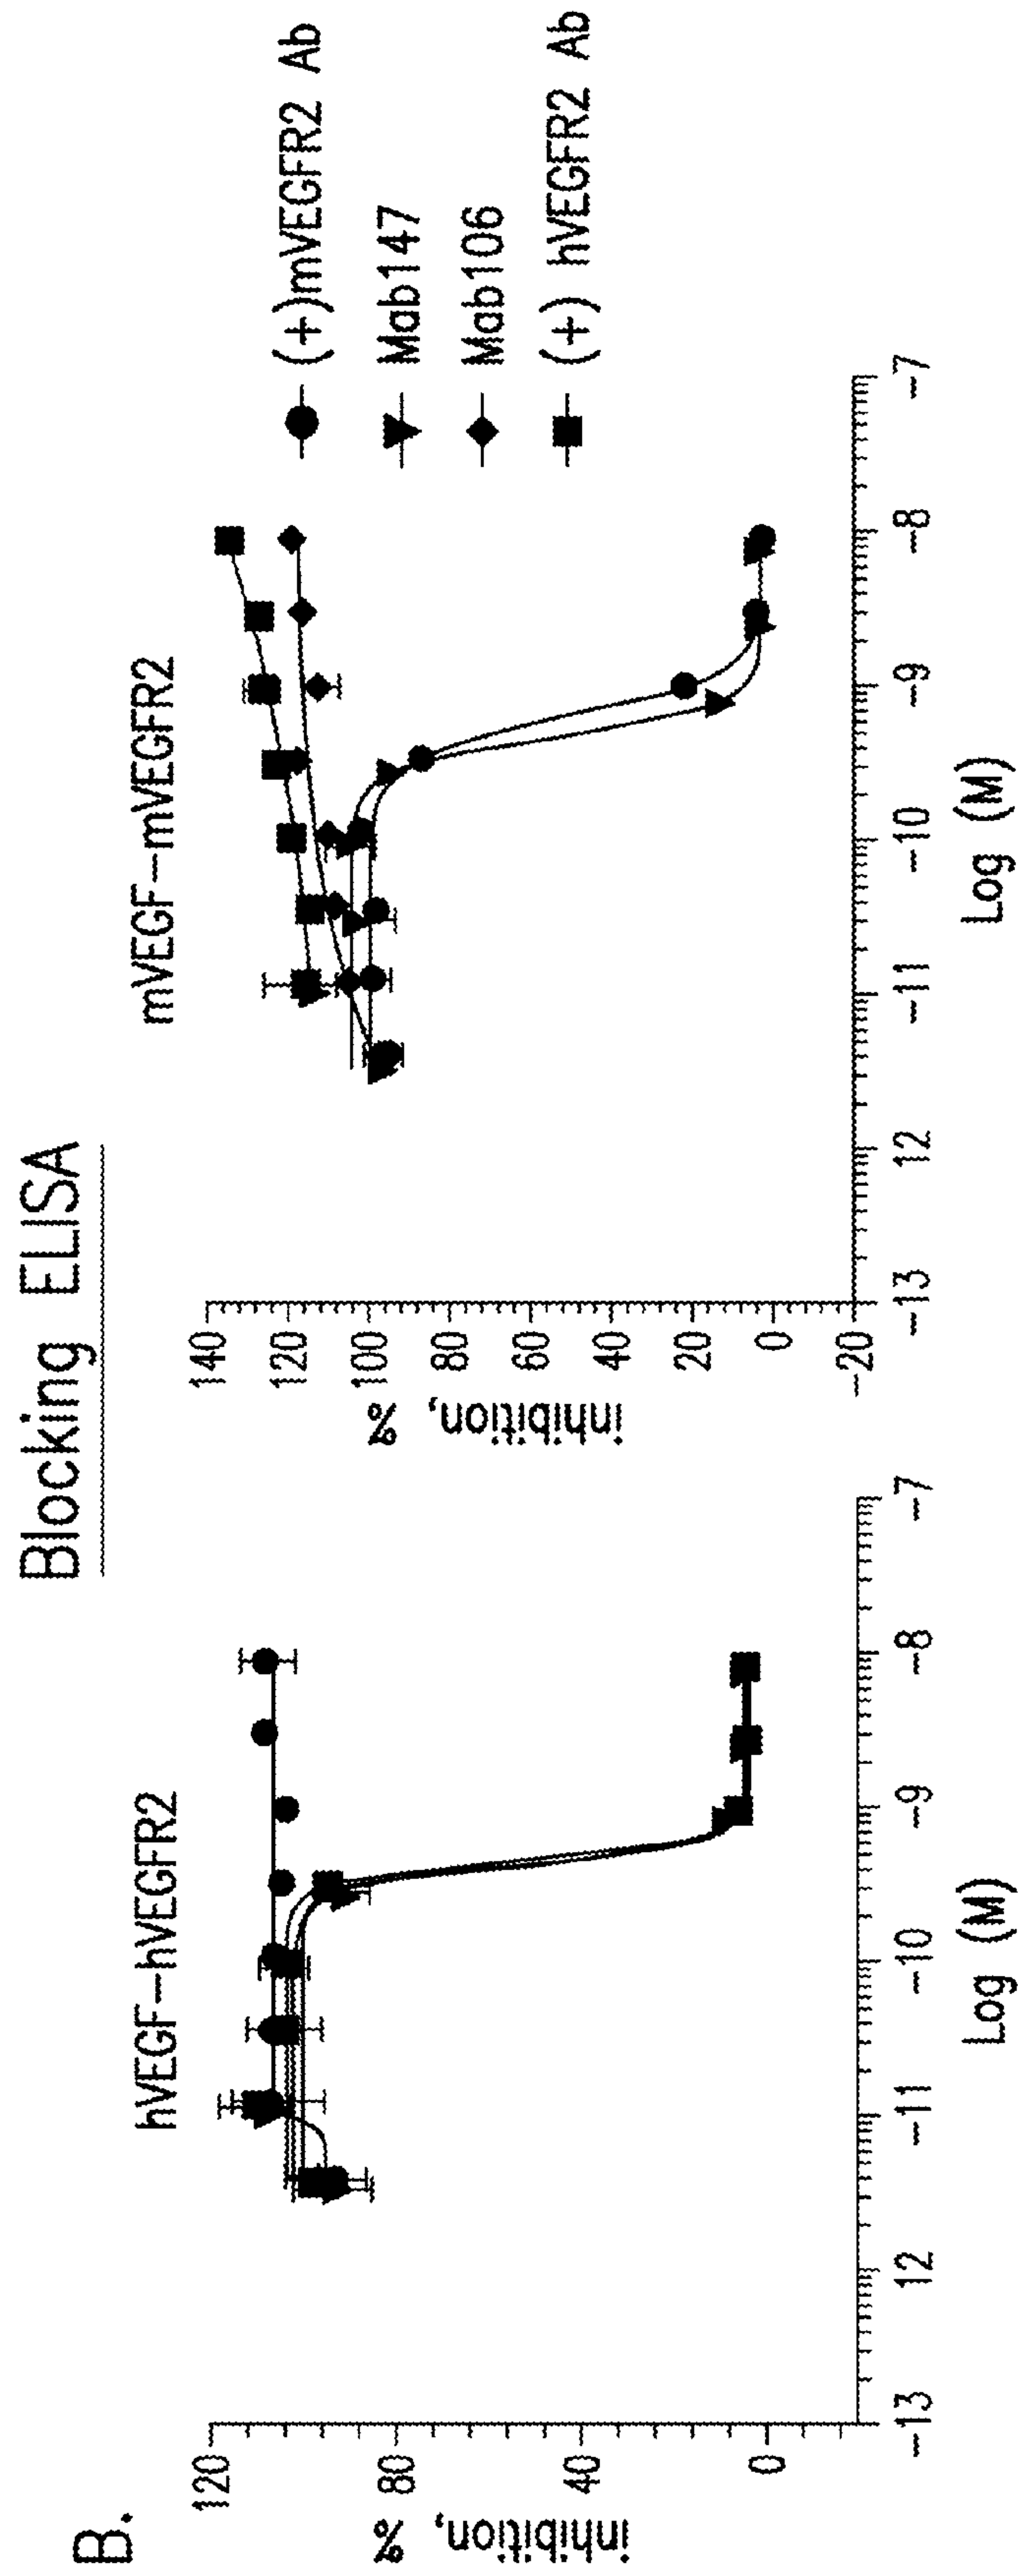 B.
Blocking ELISA
hVEGF-hVEGFR2
inhibition, %
120
80
40
0
-13
12
-11
-10
-9
-8
-7
Log (M)
mVEGF-mVEGFR2
inhibition, %
140
120
100
80
60
40
20
0
-20
-13
12
-11
-10
-9
-8
-7
Log (M)
(+)mVEGFR2 Ab
Mab147
Mab106
(+) hVEGFR2 Ab